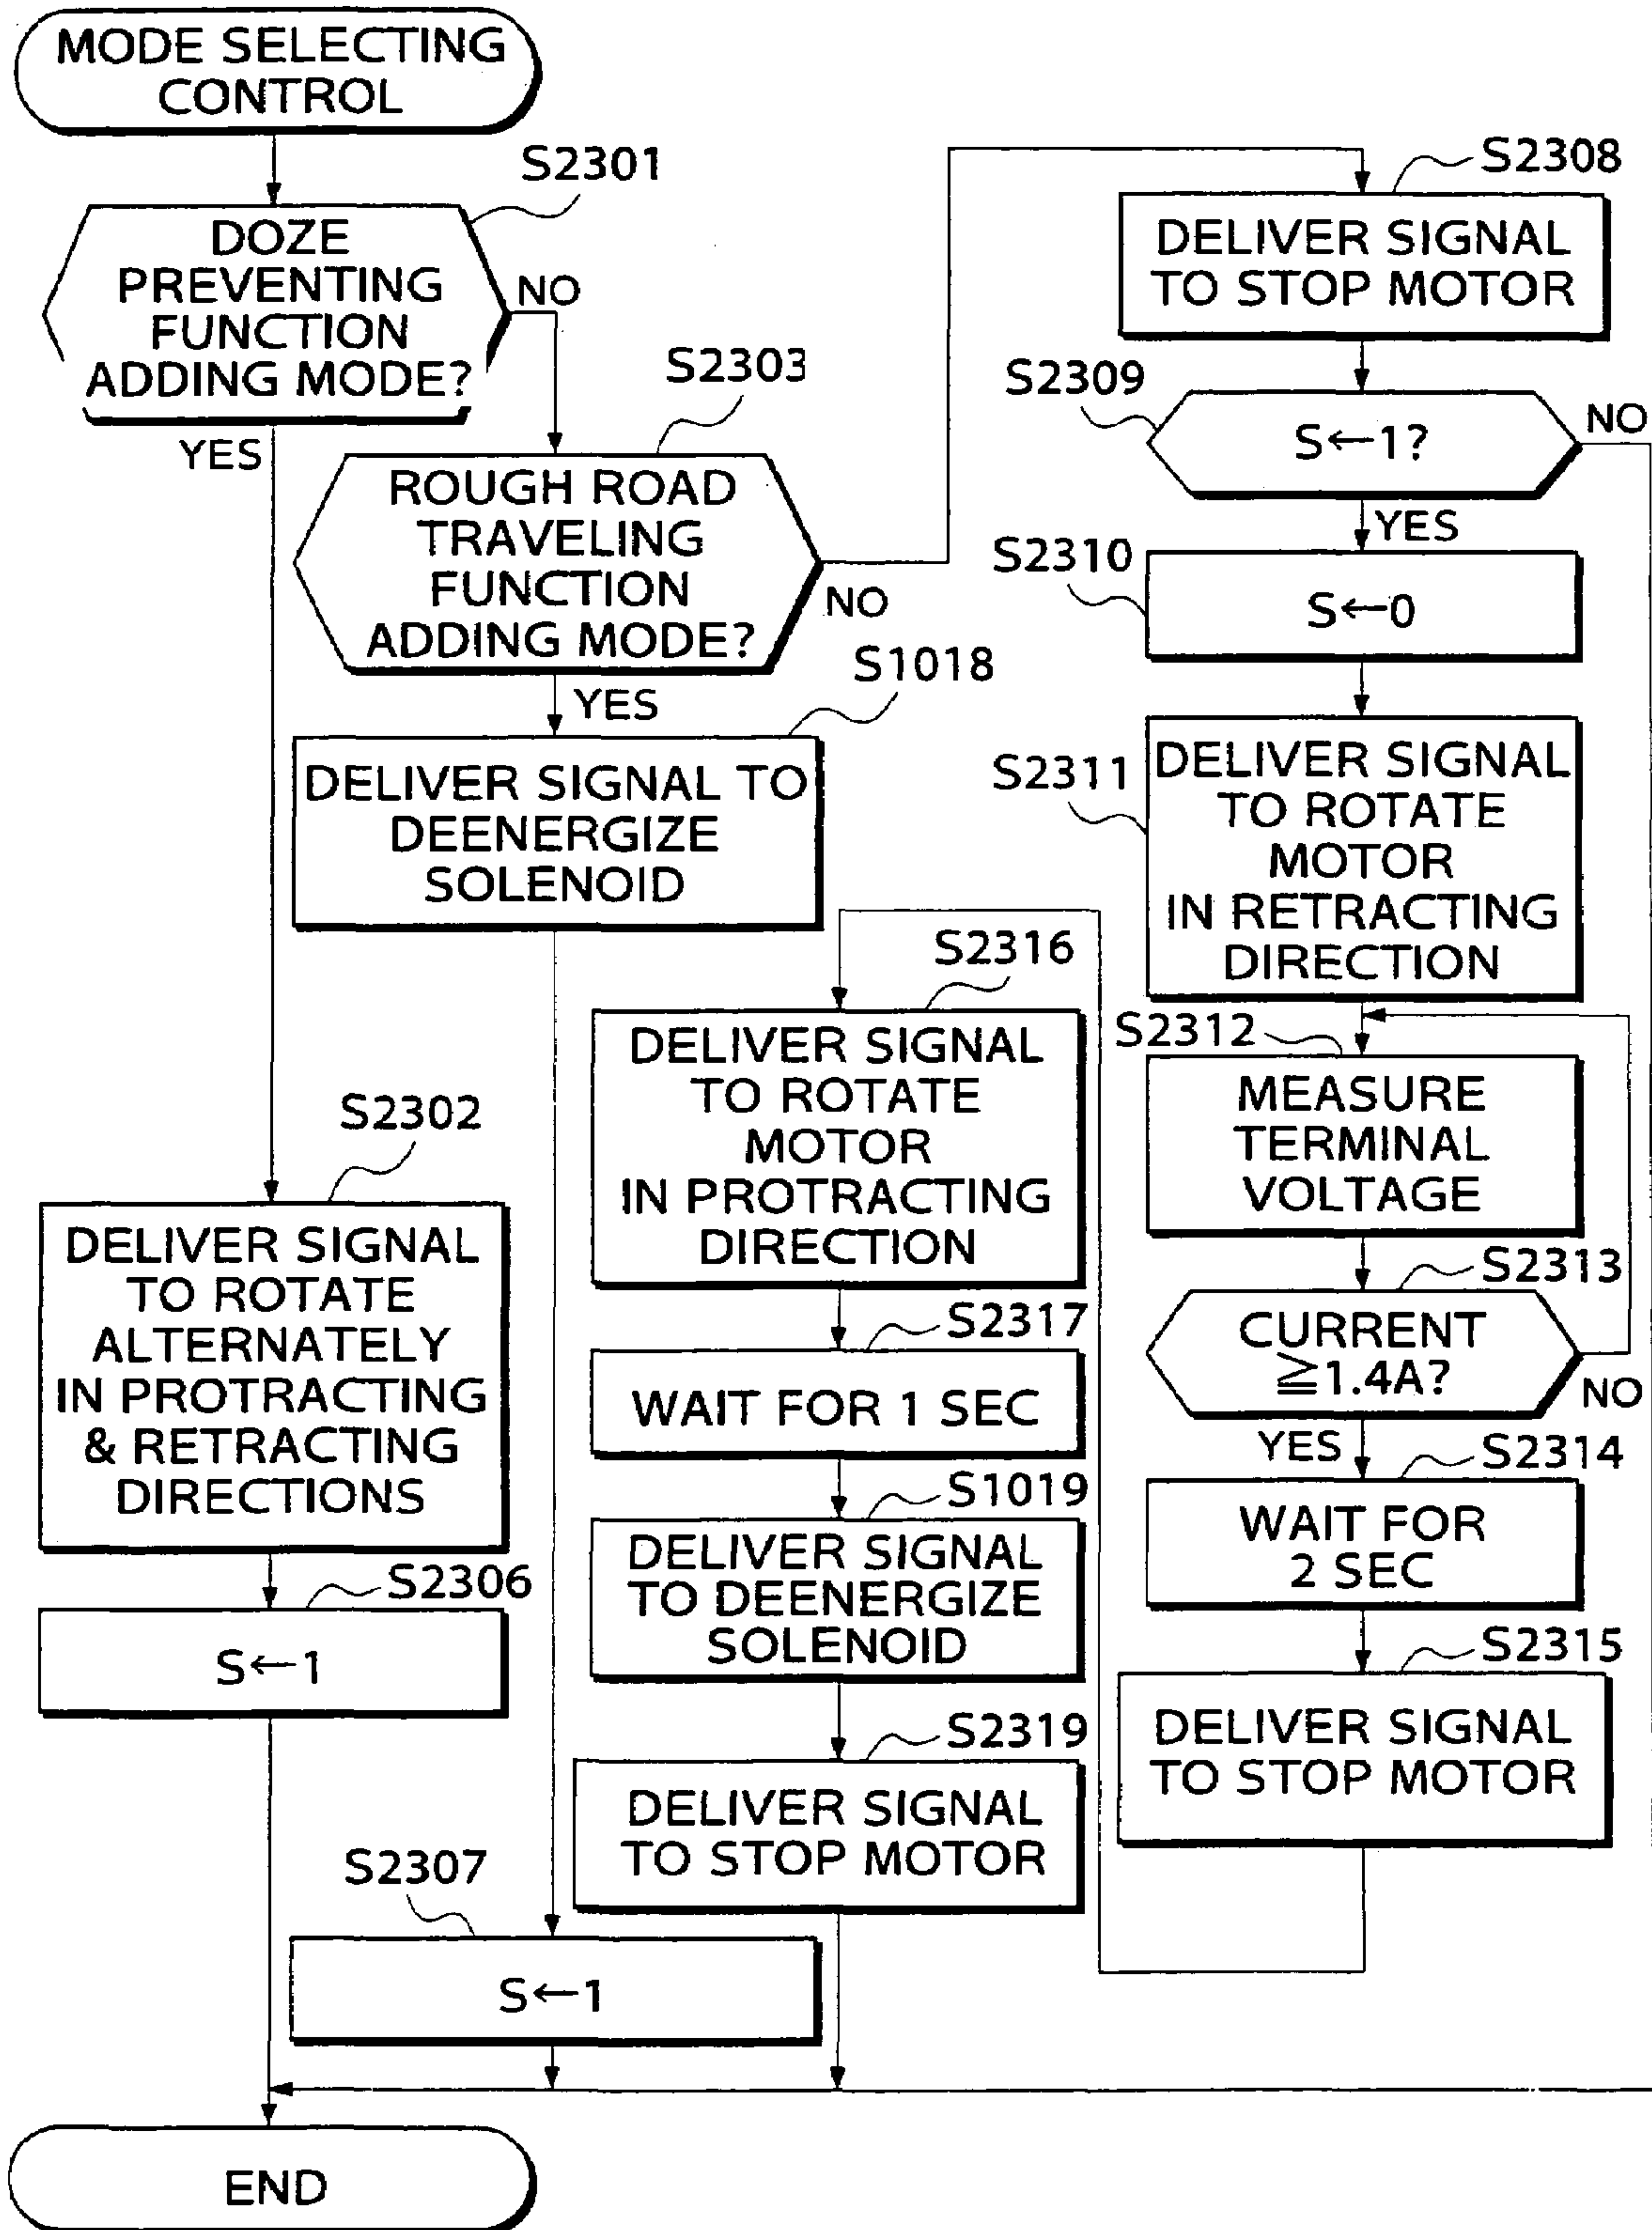 MODE SELECTING
CONTROL
S2301
DOZE
PREVENTING
FUNCTION
ADDING MODE?
NO
YES
S2303
ROUGH ROAD
TRAVELING
FUNCTION
ADDING MODE?
NO
YES
S1018
DELIVER SIGNAL TO
DEENERGIZE
SOLENOID
S2302
DELIVER SIGNAL
TO ROTATE
ALTERNATELY
IN PROTRACTING
& RETRACTING
DIRECTIONS
S2306
S←1
S2307
S←1
S2308
DELIVER SIGNAL
TO STOP MOTOR
S2309
S←1?
NO
YES
S2310
S←0
S2311
DELIVER SIGNAL
TO ROTATE
MOTOR
IN RETRACTING
DIRECTION
S2312
MEASURE
TERMINAL
VOLTAGE
S2313
CURRENT
≧1.4A?
NO
YES
S2314
WAIT FOR
2 SEC
S2315
DELIVER SIGNAL
TO STOP MOTOR
S2316
DELIVER SIGNAL
TO ROTATE
MOTOR
IN PROTRACTING
DIRECTION
S2317
WAIT FOR 1 SEC
S1019
DELIVER SIGNAL
TO DEENERGIZE
SOLENOID
S2319
DELIVER SIGNAL
TO STOP MOTOR
END